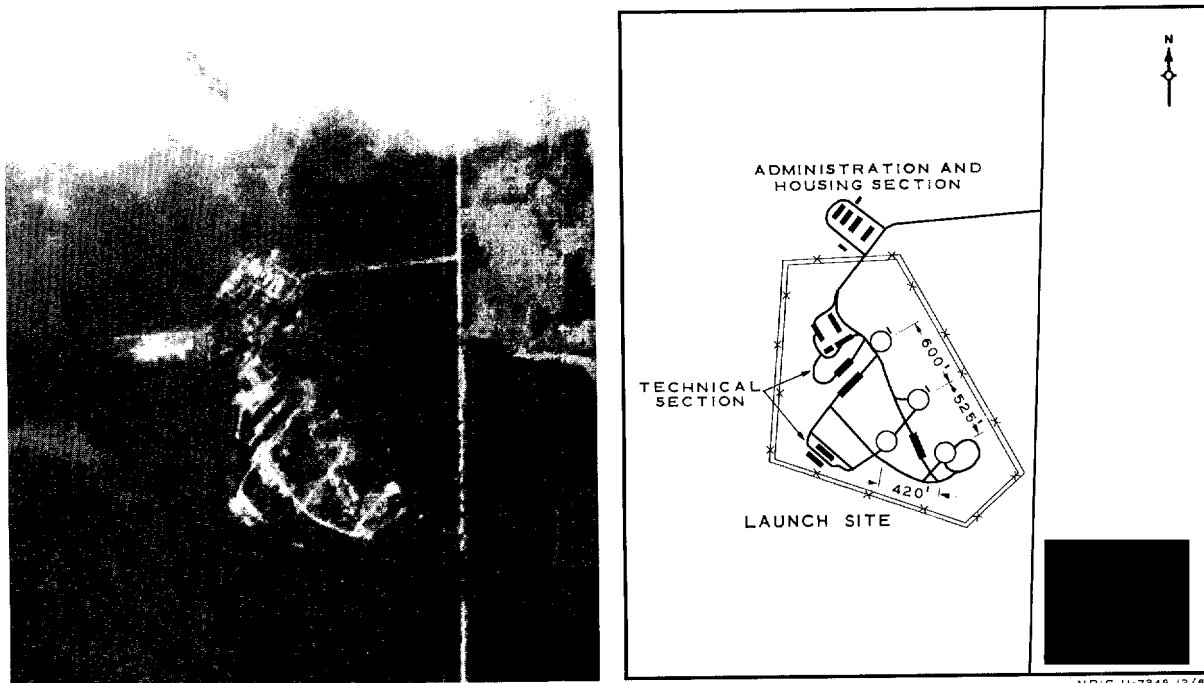 N
ADMINISTRATION AND
HOUSING SECTION
600'
525'
TECHNICAL
SECTION
420'
LAUNCH SITE